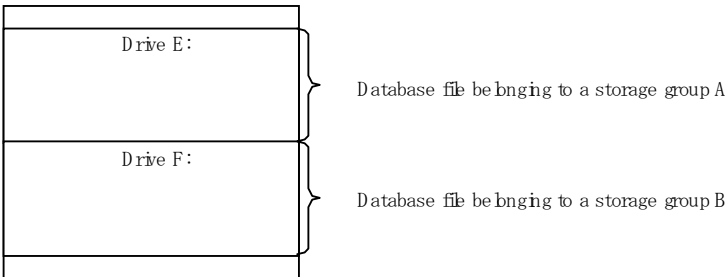 Drive E:
Database file belonging to a storage group A
Drive F:
Database file belonging to a storage group B